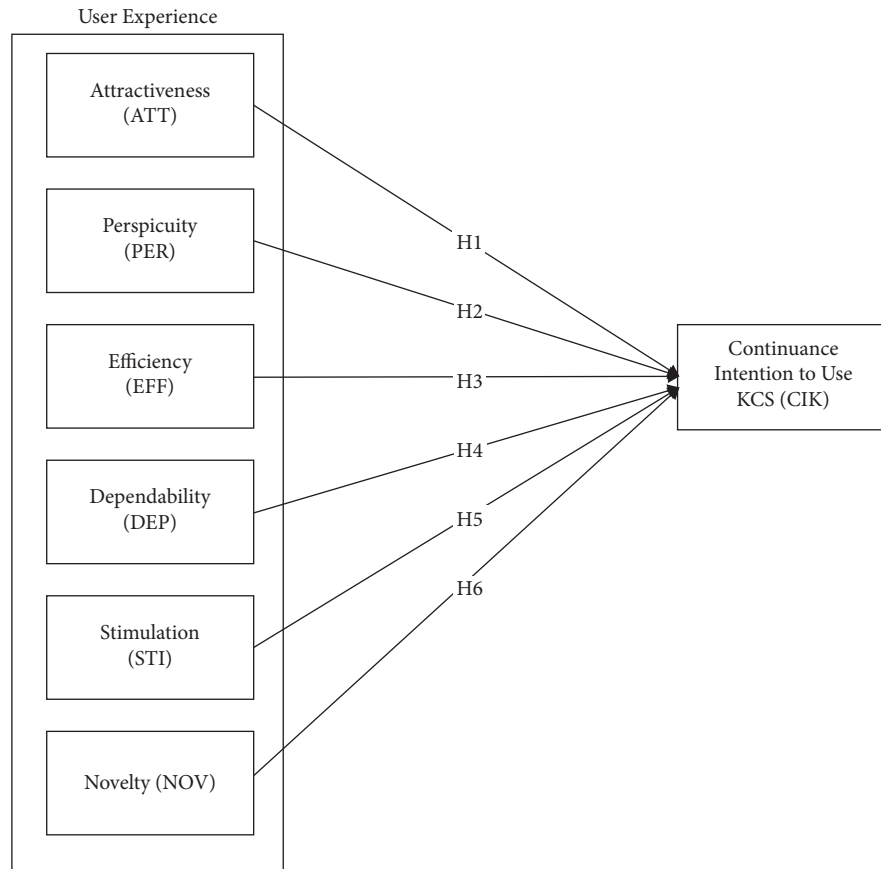 User Experience
Attractiveness
(ATT)
Perspicuity
(PER)
Efficiency
(EFF)
Dependability
(DEP)
Stimulation
(STI)
Novelty (NOV)
H1
H2
H3
H4
H5
H6
Continuance
Intention to Use
KCS (CIK)